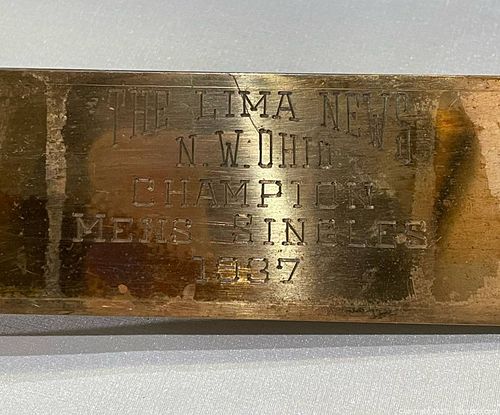 THE LIMA NEWS
N.W. OHIO
CHAMPION
MENS SINGLES
1937